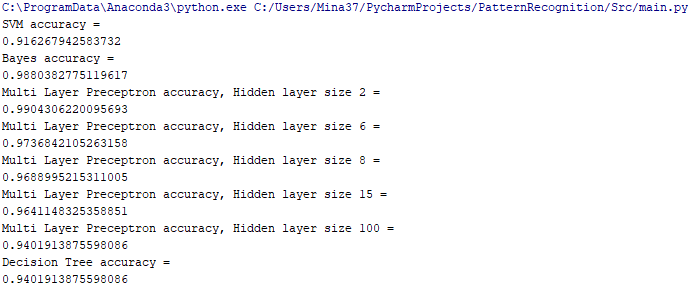 C:\ProgramData\Anaconda3\python.exe C:/Users/Mina37/PycharmProjects/PatternRecognition/Src/main.py
SVM accuracy =
0.916267942583732
Bayes accuracy =
0.9880382775119617
Multi Layer Preceptron accuracy, Hidden layer size 2 =
0.9904306220095693
Multi Layer Preceptron accuracy, Hidden layer size 6 =
0.9736842105263158
Multi Layer Preceptron accuracy, Hidden layer size 8 =
0.9688995215311005
Multi Layer Preceptron accuracy, Hidden layer size 15 =
0.9641148325358851
Multi Layer Preceptron accuracy, Hidden layer size 100 =
0.9401913875598086
Decision Tree accuracy =
0.9401913875598086